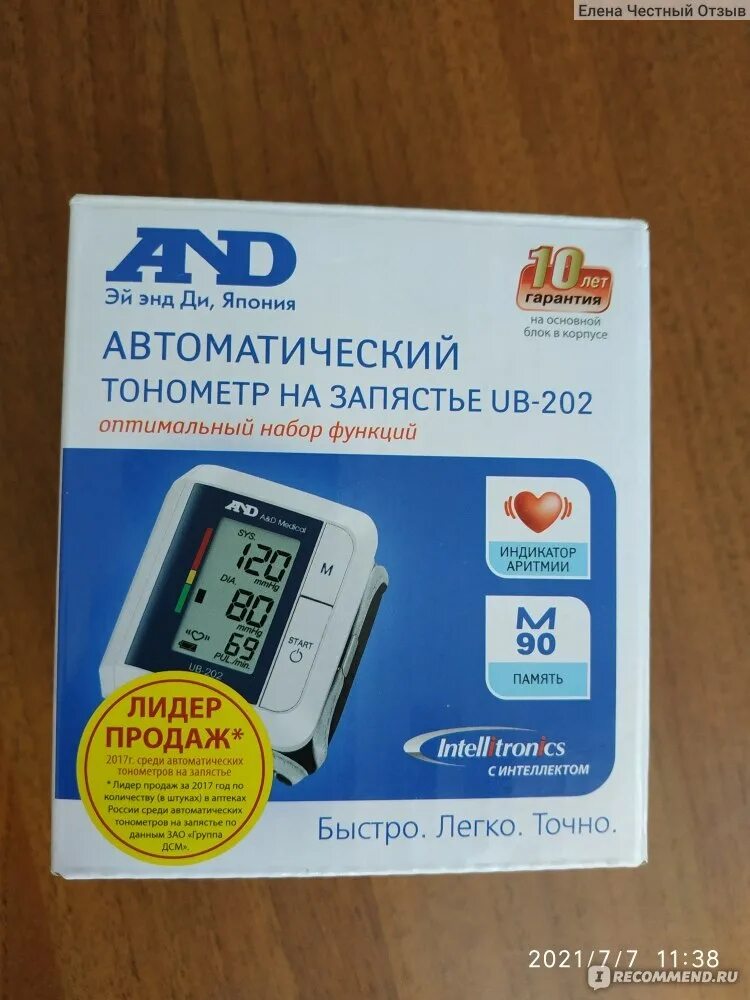 Елена Честный Отзыв
AND
Эй энд Ди, Япония
10 лет
гарантия
на основной
блок в корпусе
АВТОМАТИЧЕСКИЙ
ТОНОМЕТР НА ЗАПЯСТЬЕ UB-202
оптимальный набор функций
AND A&D Medical
SYS.
120
mmHg
DIA.
80
mmHg
69
PUL./min.
M
START
UB-202
ИНДИКАТОР
АРИТМИИ
M
90
ПАМЯТЬ
Intellitronics
С ИНТЕЛЛЕКТОМ
ЛИДЕР
ПРОДАЖ*
2017г. среди автоматических
тонометров на запястье
* Лидер продаж за 2017 год по
количеству (в штуках) в аптеках
России среди автоматических
тонометров на запястье по
данным ЗАО «Группа
ДСМ».
Быстро. Легко. Точно.
2021/7/7 11:38
IRECOMMEND.RU